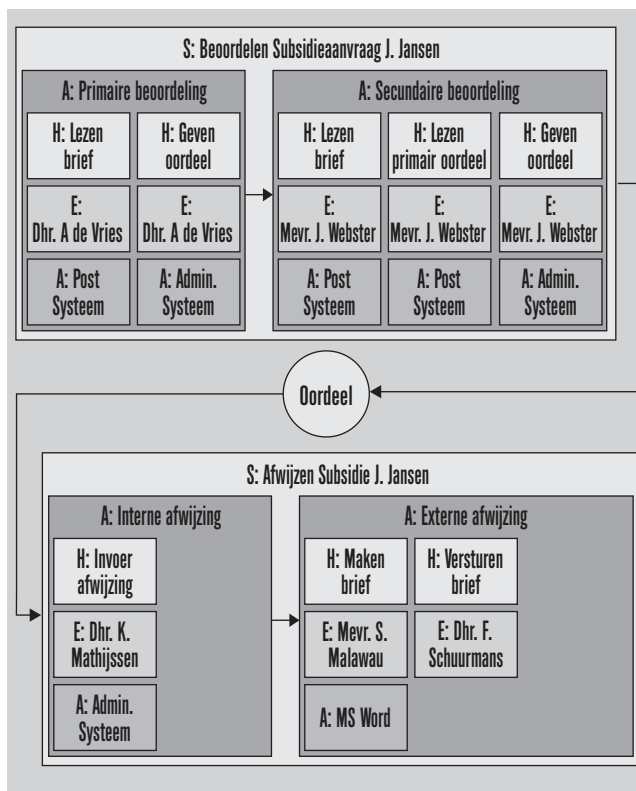 S: Beoordelen Subsidieaanvraag J. Jansen
A: Primaire beoordeling
H: Lezen
brief
H: Geven
oordeel
E:
Dhr. A de Vries
E:
Dhr. A de Vries
A: Post
Systeem
A: Admin.
Systeem
A: Secundaire beoordeling
H: Lezen
brief
H: Lezen
primair oordeel
H: Geven
oordeel
E:
Mevr. J. Webster
E:
Mevr. J. Webster
E:
Mevr. J. Webster
A: Post
Systeem
A: Post
Systeem
A: Admin.
Systeem
Oordeel
S: Afwijzen Subsidie J. Jansen
A: Interne afwijzing
H: Invoer
afwijzing
E: Dhr. K.
Mathijssen
A: Admin.
Systeem
A: Externe afwijzing
H: Maken
brief
H: Versturen
brief
E: Mevr. S.
Malawau
E: Dhr. F.
Schuurmans
A: MS Word